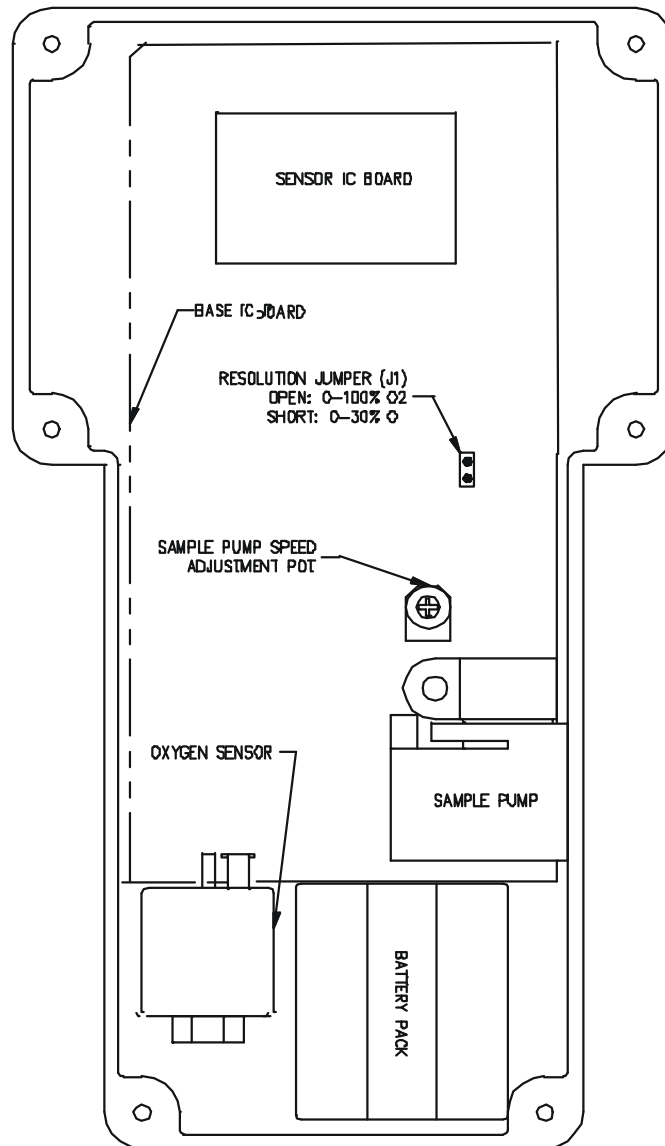 SENSOR IC BOARD
BASE IC BOARD
RESOLUTION JUMPER (J1)
OPEN: 0-100% O2
SHORT: 0-30% O
SAMPLE PUMP SPEED
ADJUSTMENT POT
OXYGEN SENSOR
SAMPLE PUMP
BATTERY PACK